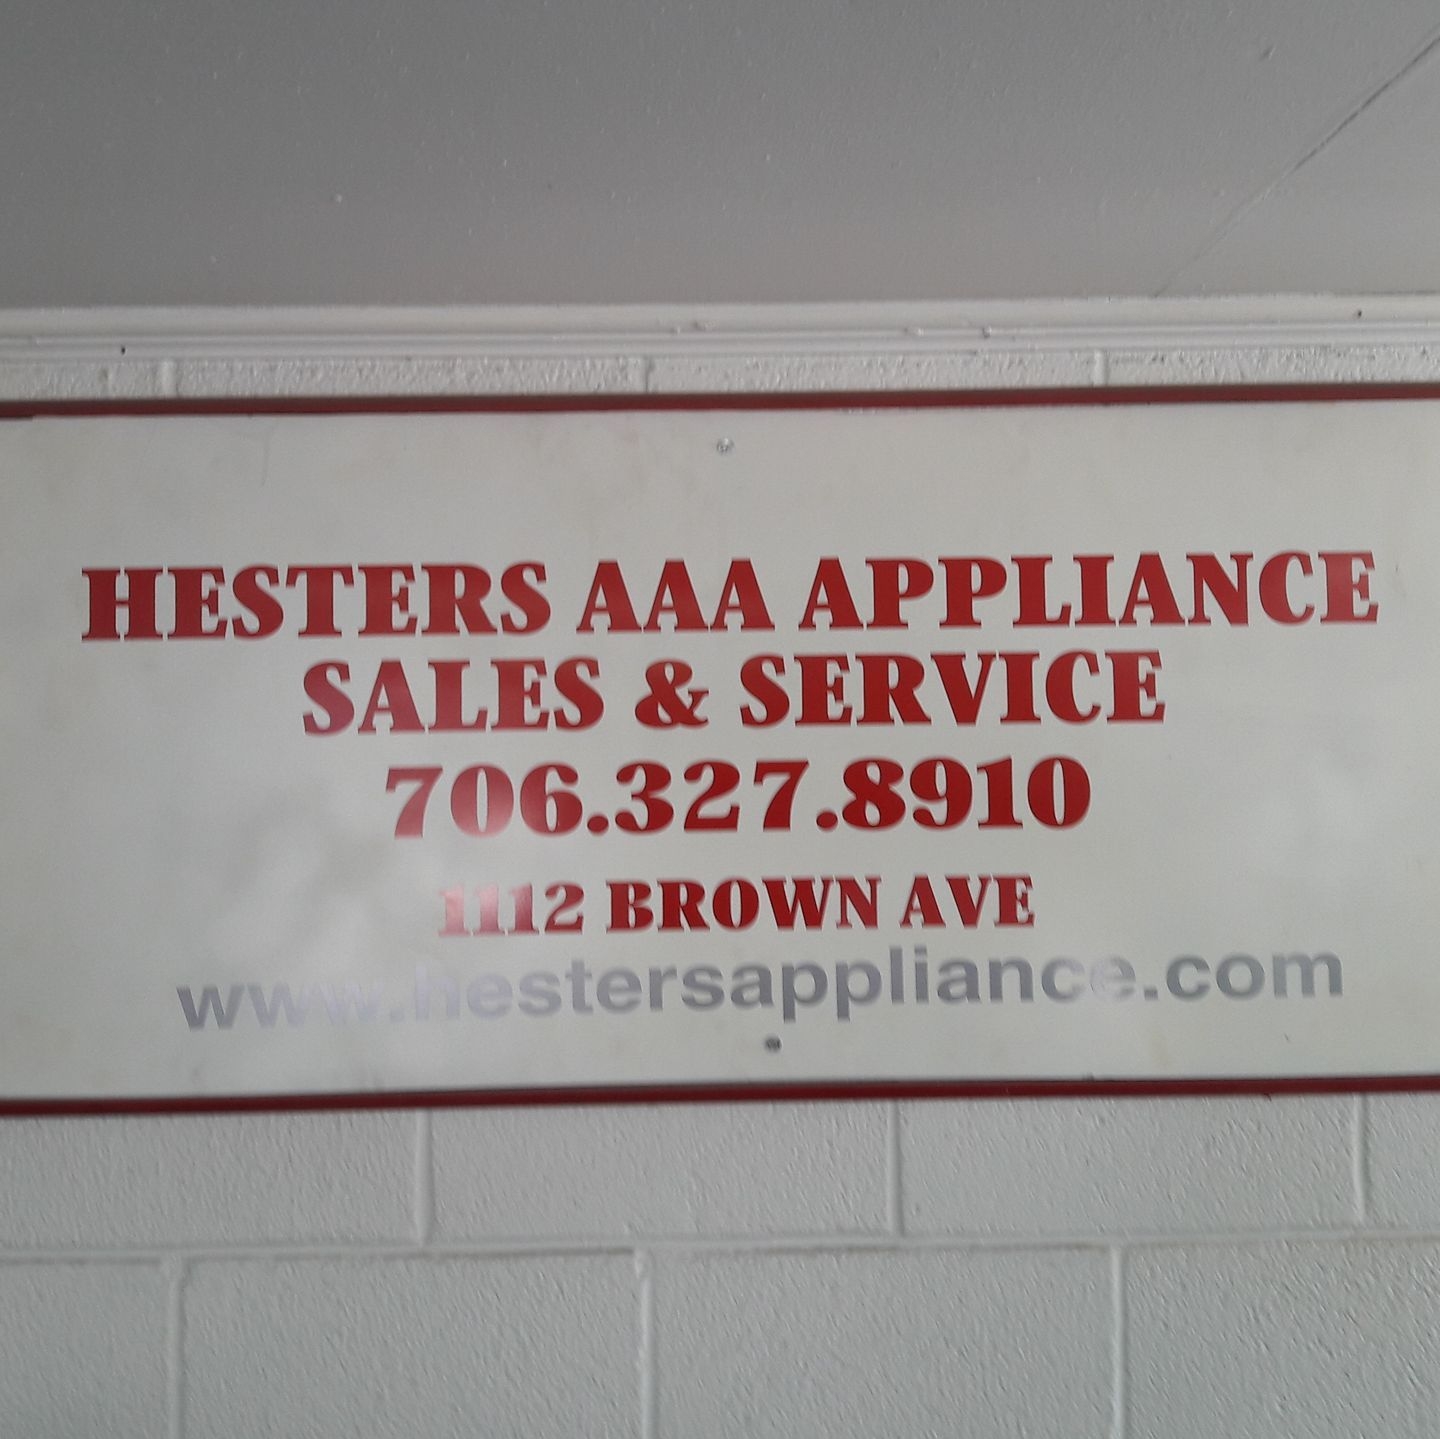 HESTERS AAA APPLIANCE
SALES & SERVICE
706.327.8910
1112 BROWN AVE
www.hestersappliance.com